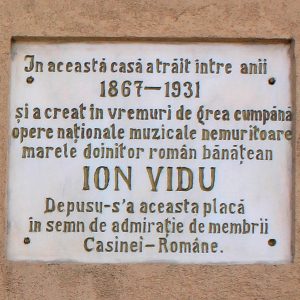 In această casă a trăit între anii
1867-1931
și a creat în vremuri de grea cumpănă
opere naționale muzicale nemuritoare
marele doinitor român bănățean
ION VIDU
Depusu-s'a aceasta placă
în semn de admirație de membrii
Casinei-Române.